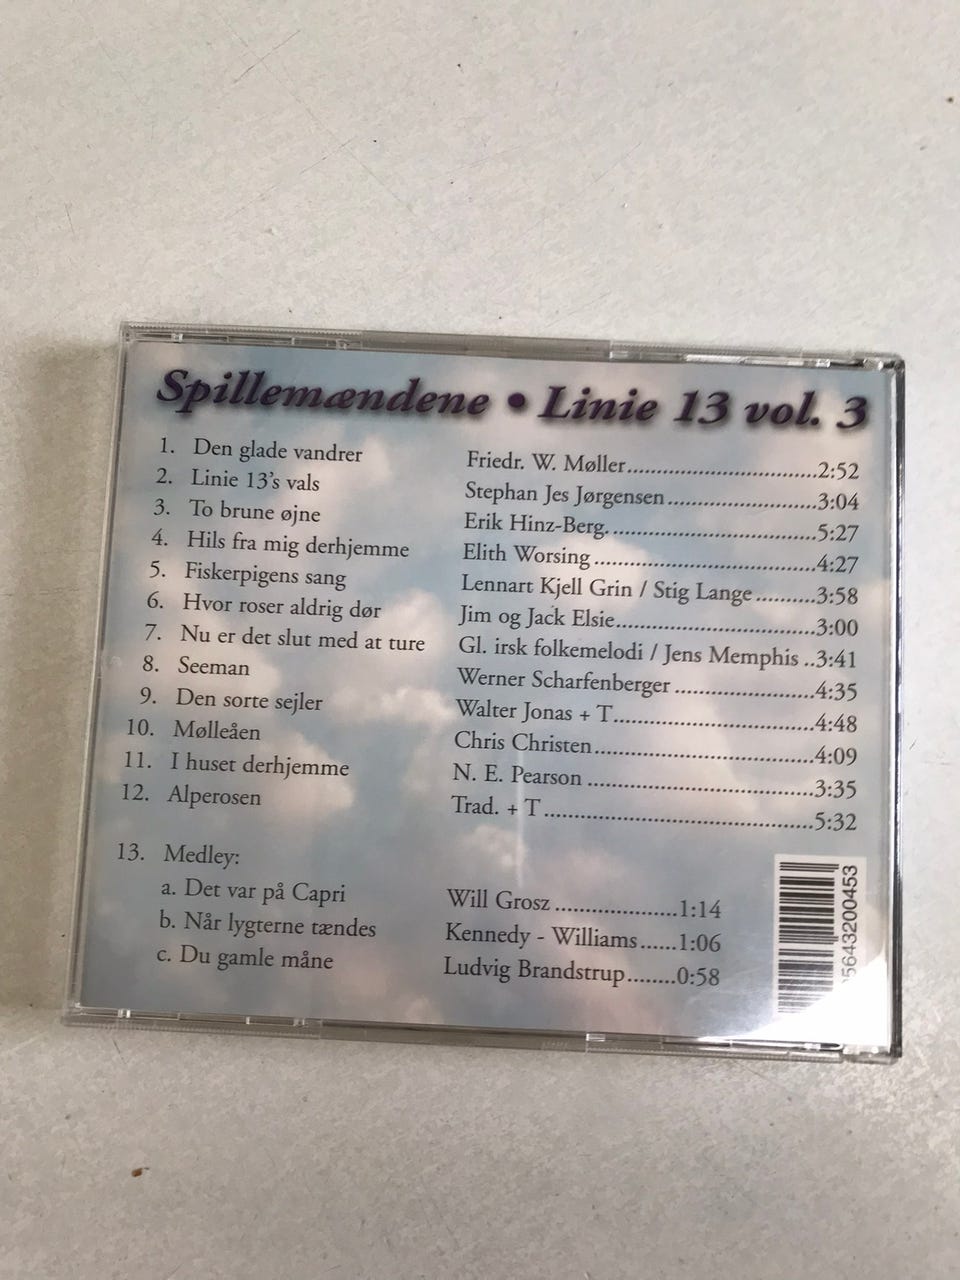 Spillemændene • Linie 13 vol. 3
1. Den glade vandrer Friedr. W. Møller..............................2:52
2. Linie 13's vals Stephan Jes Jørgensen........................3:04
3. To brune øjne Erik Hinz-Berg.................................5:27
4. Hils fra mig derhjemme Elith Worsing...................................4:27
5. Fiskerpigens sang Lennart Kjell Grin / Stig Lange..........3:58
6. Hvor roser aldrig dør Jim og Jack Elsie................................3:00
7. Nu er det slut med at ture Gl. irsk folkemelodi / Jens Memphis ..3:41
8. Seeman Werner Scharfenberger ......................4:35
9. Den sorte sejler Walter Jonas + T................................4:48
10. Mølleåen Chris Christen...................................4:09
11. I huset derhjemme N. E. Pearson ....................................3:35
12. Alperosen Trad. + T...........................................5:32
13. Medley:
a. Det var på Capri Will Grosz ....................1:14
b. Når lygterne tændes Kennedy - Williams......1:06
c. Du gamle måne Ludvig Brandstrup........0:58
5643200453